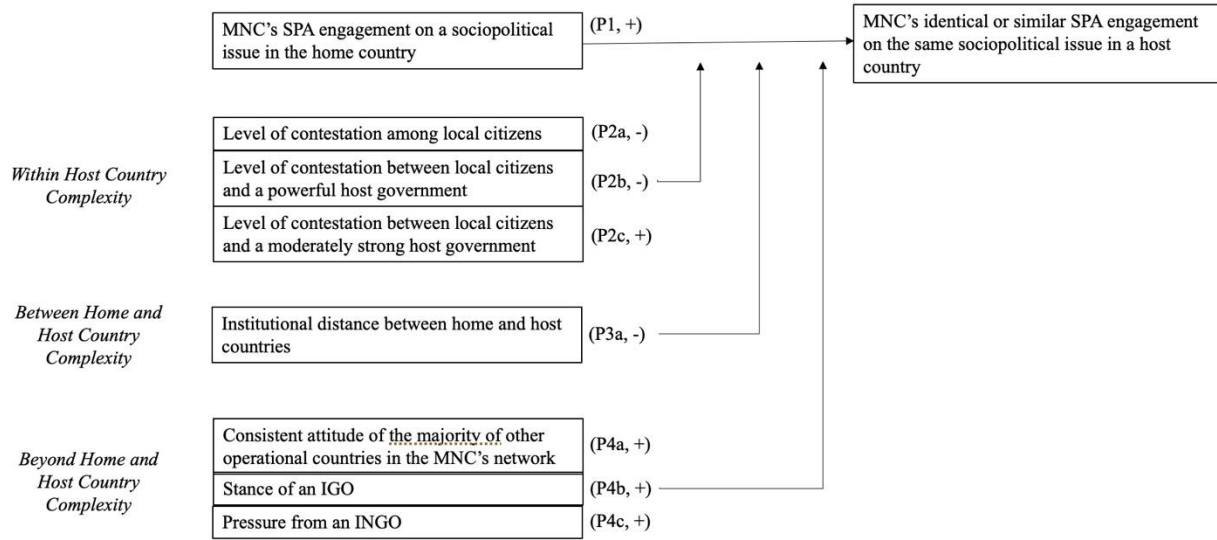 MNC's SPA engagement on a sociopolitical
issue in the home country
(P1, +)
MNC's identical or similar SPA engagement
on the same sociopolitical issue in a host
country
Within Host Country
Complexity
Level of contestation among local citizens
(P2a, -)
Level of contestation between local citizens
and a powerful host government
(P2b, -)
Level of contestation between local citizens
and a moderately strong host government
(P2c, +)
Between Home and
Host Country
Complexity
Institutional distance between home and host
countries
(P3a, -)
Beyond Home and
Host Country
Complexity
Consistent attitude of the majority of other
operational countries in the MNC's network
(P4a, +)
Stance of an IGO
(P4b, +)
Pressure from an INGO
(P4c, +)